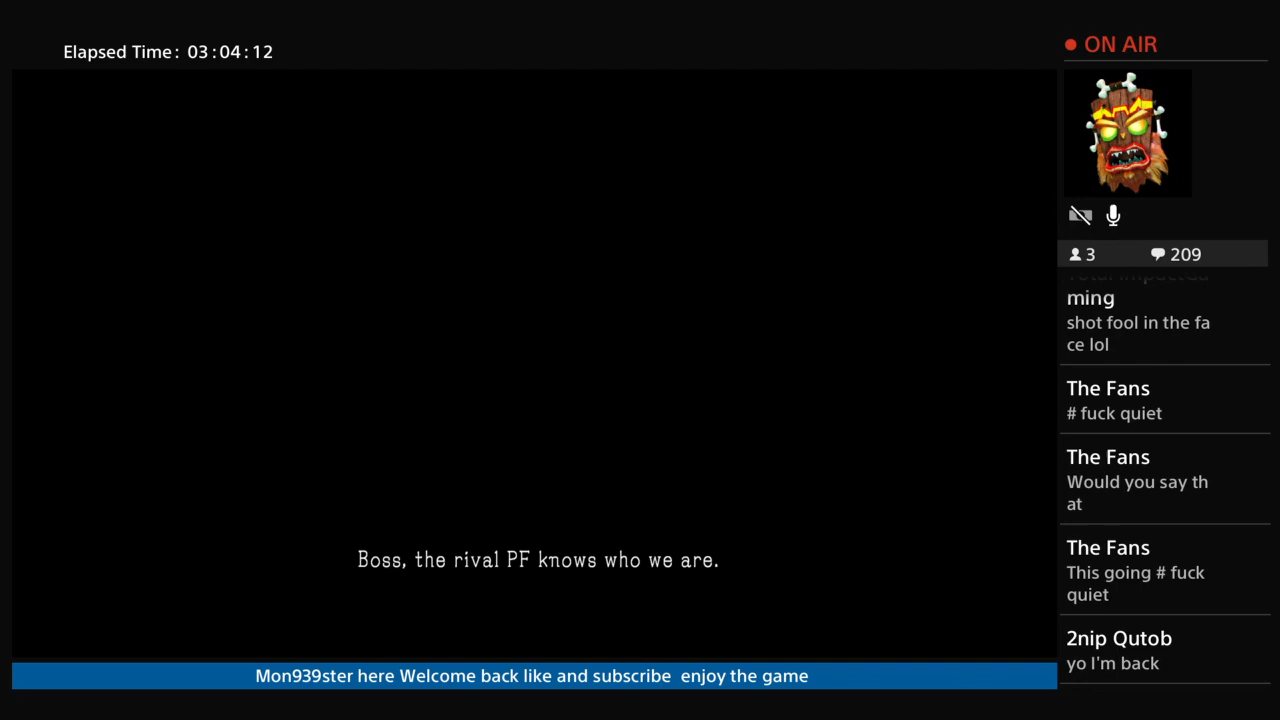 Elapsed Time: 03:04:12
ON AIR
3 209
ming
shot fool in the fa
ce lol
The Fans
# fuck quiet
The Fans
Would you say th
at
The Fans
This going # fuck
quiet
2nip Qutob
yo I'm back
Boss, the rival PF knows who we are.
Mon939ster here Welcome back like and subscribe enjoy the game